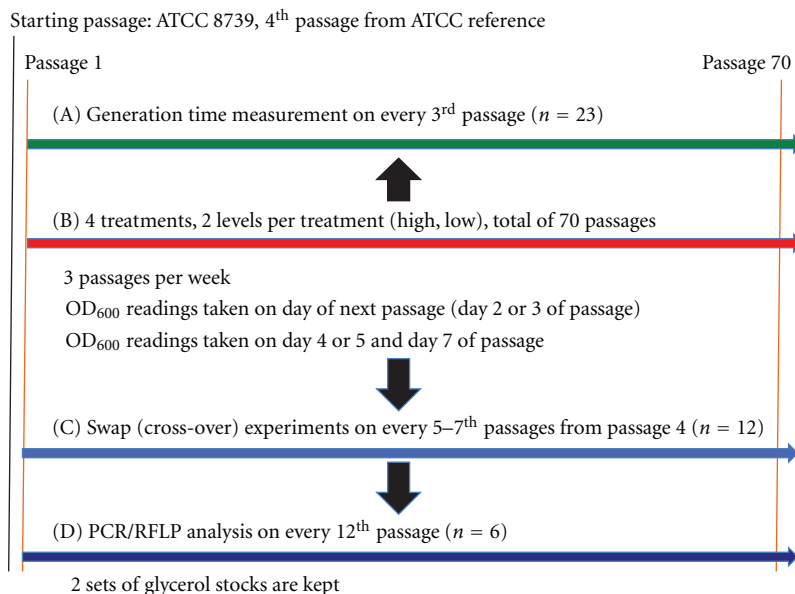 Starting passage: ATCC 8739, 4th passage from ATCC reference
Passage 1
Passage 70
(A) Generation time measurement on every 3rd passage (n = 23)
(B) 4 treatments, 2 levels per treatment (high, low), total of 70 passages
3 passages per week
OD600 readings taken on day of next passage (day 2 or 3 of passage)
OD600 readings taken on day 4 or 5 and day 7 of passage
(C) Swap (cross-over) experiments on every 5–7th passages from passage 4 (n = 12)
(D) PCR/RFLP analysis on every 12th passage (n = 6)
2 sets of glycerol stocks are kept